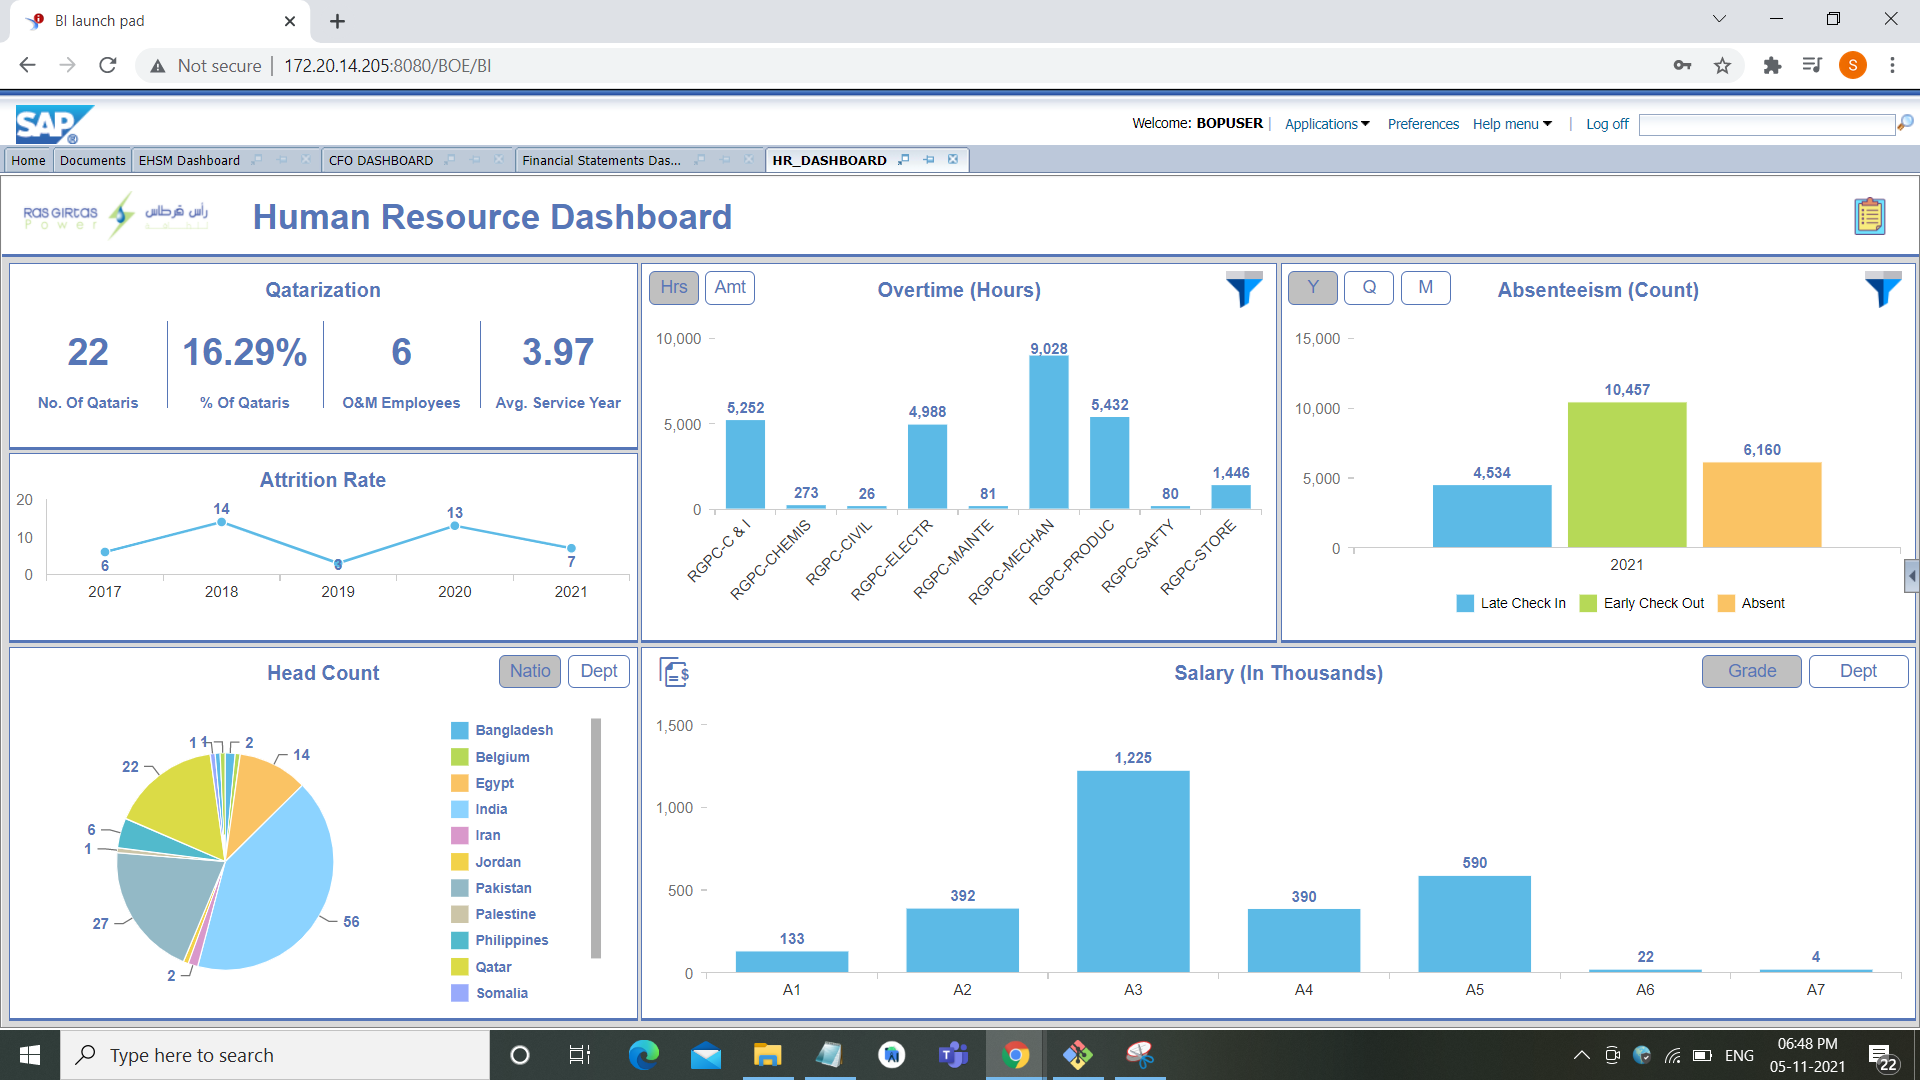 BI launch pad
Not secure 172.20.14.205:8080/BOE/BI
S
SAP
Welcome: BOPUSER Applications Preferences Help menu Log off
Home Documents EHSM Dashboard CFO DASHBOARD Financial Statements Das... HR_DASHBOARD
RAS GIRTAS رأس قرطاس
Power
Human Resource Dashboard
Qatarization
22 16.29% 6 3.97
No. Of Qataris % Of Qataris O&M Employees Avg. Service Year
Attrition Rate
20
10
0
6 14 3 13 7
2017 2018 2019 2020 2021
Hrs Amt Overtime (Hours)
10,000
5,000
0
5,252 273 26 4,988 81 9,028 5,432 80 1,446
RGPC-C & I RGPC-CHEMIS RGPC-CIVIL RGPC-ELECTR RGPC-MAINTE RGPC-MECHAN RGPC-PRODUC RGPC-SAFTY RGPC-STORE
Y Q M Absenteeism (Count)
15,000
10,000
5,000
0
4,534 10,457 6,160
2021
Late Check In Early Check Out Absent
Head Count Natio Dept
1 1 2 14
22
6
1
27
2
56
Bangladesh
Belgium
Egypt
India
Iran
Jordan
Pakistan
Palestine
Philippines
Qatar
Somalia
Salary (In Thousands) Grade Dept
1,500
1,000
500
0
133 392 1,225 390 590 22 4
A1 A2 A3 A4 A5 A6 A7
Type here to search
ENG
06:48 PM
05-11-2021
22